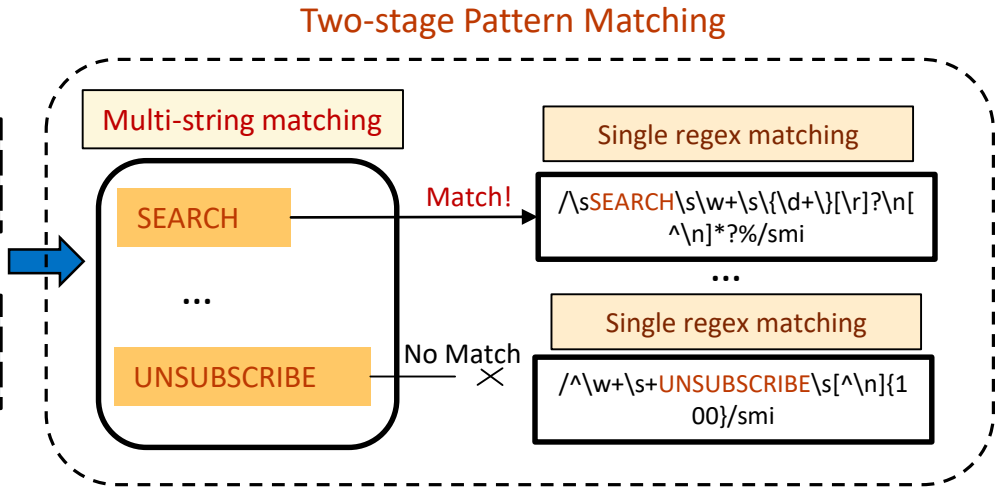 Two-stage Pattern Matching
Multi-string matching
Single regex matching
SEARCH
Match!
/\sSEARCH\s\w+\s\{\d+\}[\r]?\n[
^\n]*?%/smi
...
...
Single regex matching
UNSUBSCRIBE
No Match
/^\w+\s+UNSUBSCRIBE\s[^\n]{1
00}/smi